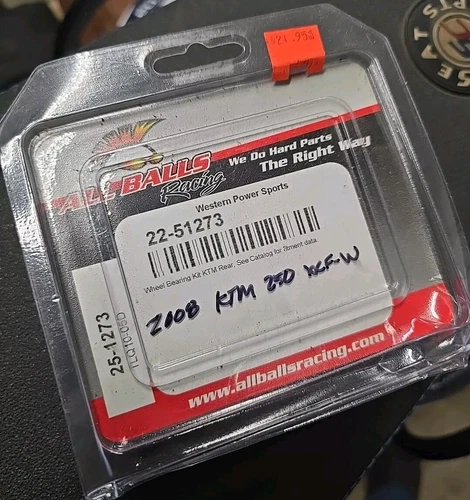 $21.95
ALL BALLS
Racing
We Do Hard Parts
The Right Way
Western Power Sports
22-51273
Wheel Bearing Kit KTM Rear, See Catalog for fitment data
2008 KTM 250 XCF-W
25-1273
www.allballsracing.com
SEATS